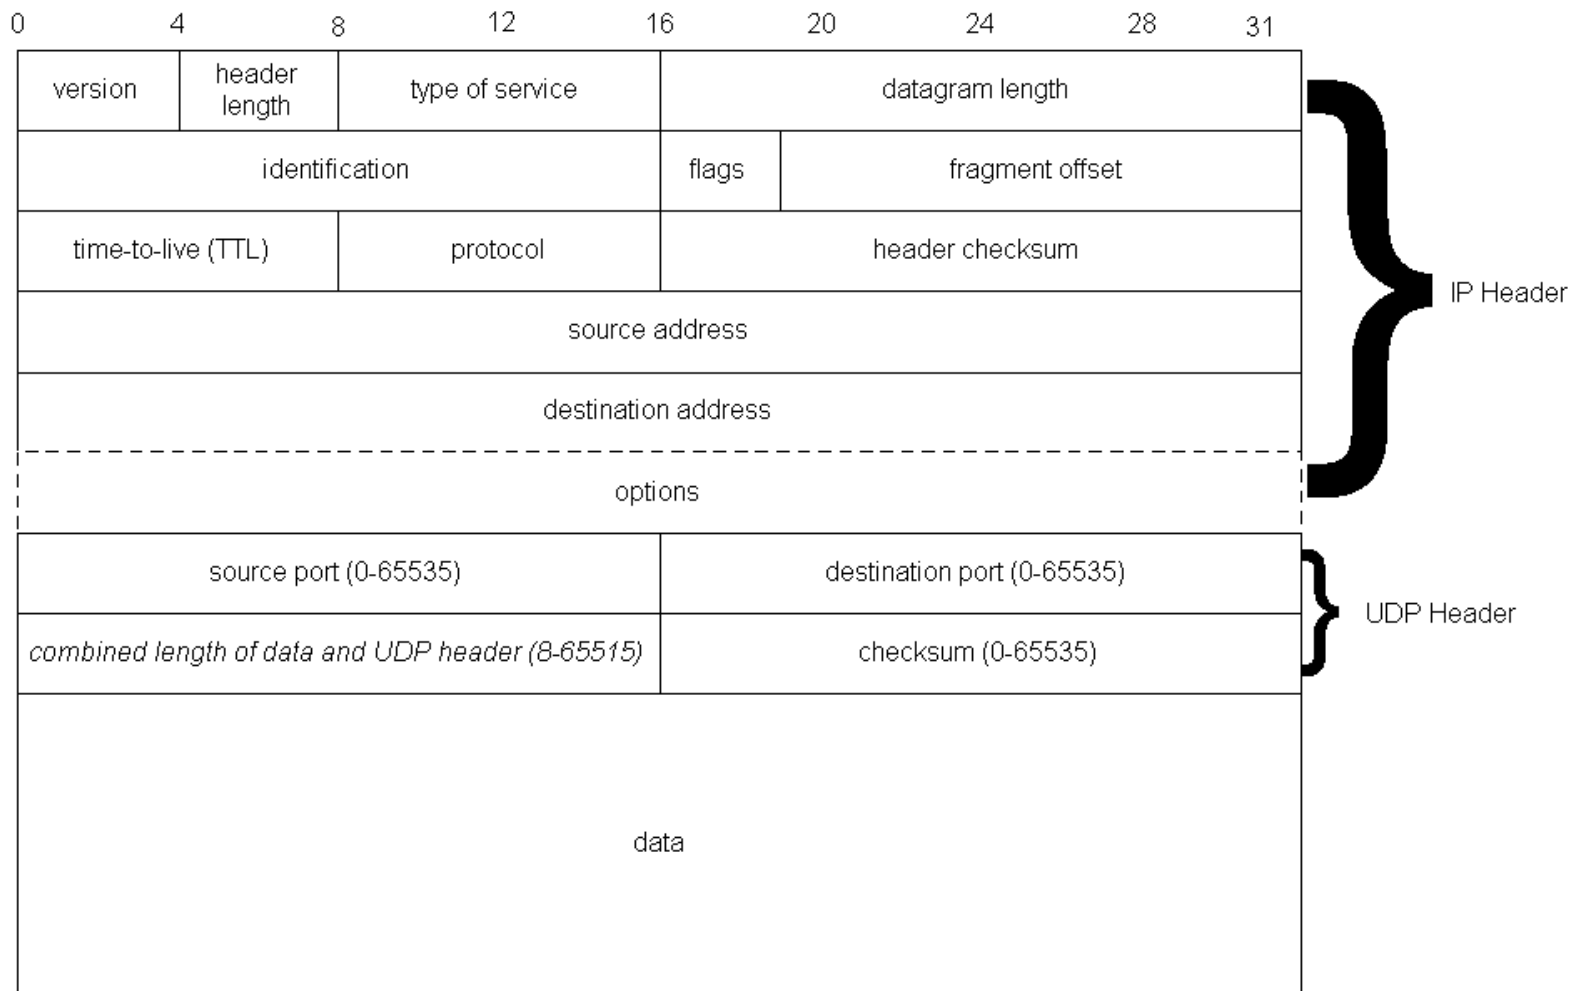 0 4 8 12 16 20 24 28 31
version header length type of service datagram length
identification flags fragment offset
time-to-live (TTL) protocol header checksum
source address
destination address
options
IP Header
source port (0-65535) destination port (0-65535)
combined length of data and UDP header (8-65515) checksum (0-65535)
UDP Header
data